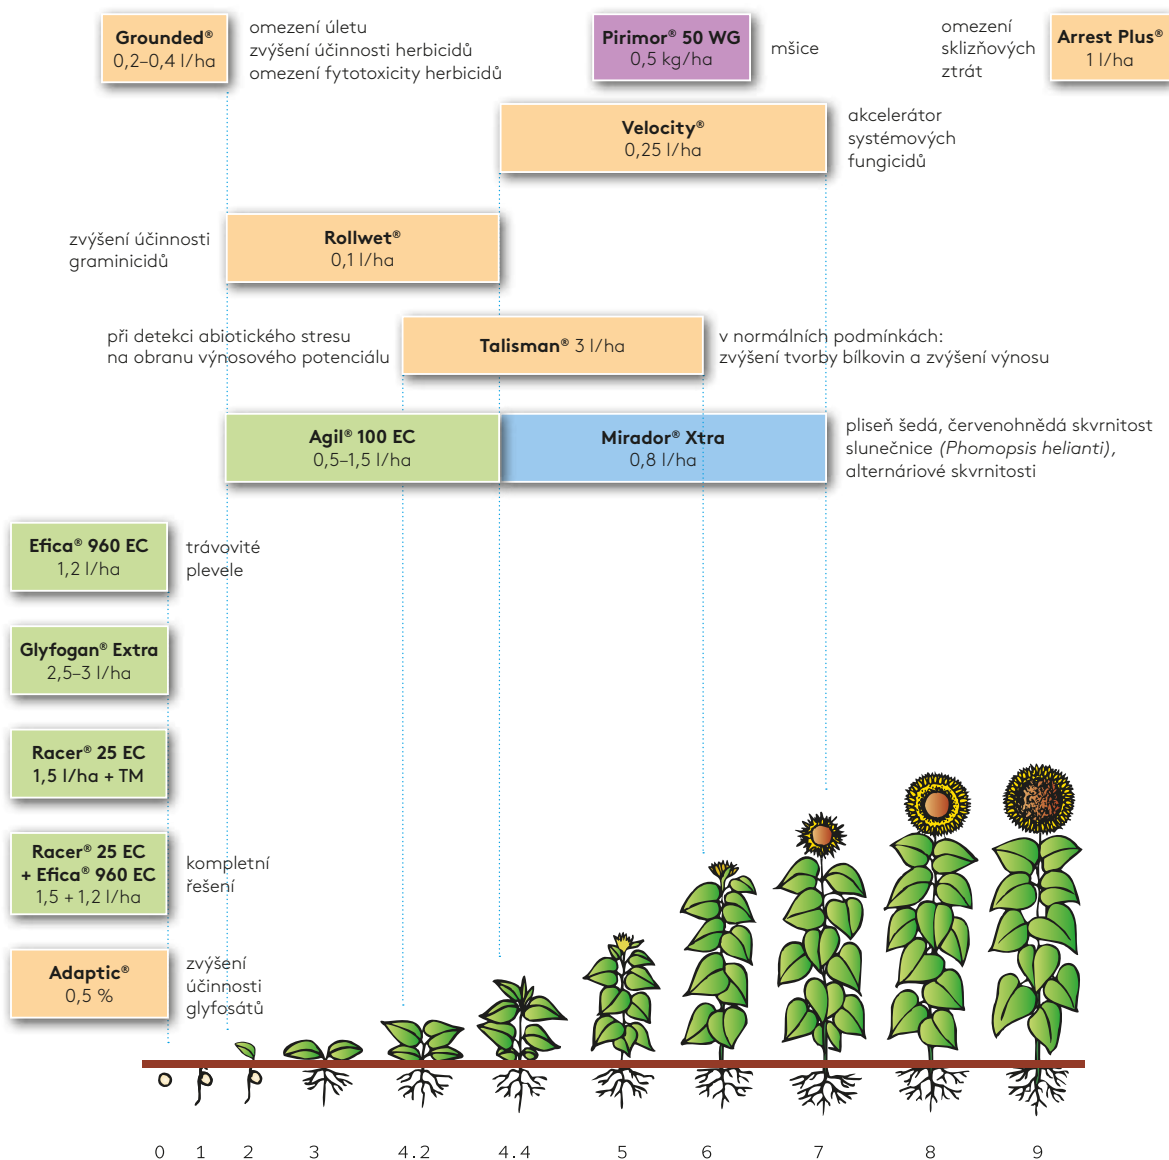 Grounded®
0,2–0,4 l/ha
omezení úletu
zvýšení účinnosti herbicidů
omezení fytotoxicity herbicidů
Pirimor® 50 WG
0,5 kg/ha
mšice
omezení
sklizňových
ztrát
Arrest Plus®
1 l/ha
Velocity®
0,25 l/ha
akcelerátor
systémových
fungicidů
zvýšení účinnosti
graminicidů
Rollwet®
0,1 l/ha
při detekci abiotického stresu
na obranu výnosového potenciálu
Talisman® 3 l/ha
v normálních podmínkách:
zvýšení tvorby bílkovin a zvýšení výnosu
Agil® 100 EC
0,5–1,5 l/ha
Mirador® Xtra
0,8 l/ha
pliseň šedá, červenohnědá skvrnitost
slunečnice (Phomopsis helianti),
alternáriové skvrnitosti
Efica® 960 EC
1,2 l/ha
trávovité
plevele
Glyfogan® Extra
2,5–3 l/ha
Racer® 25 EC
1,5 l/ha + TM
Racer® 25 EC
+ Efica® 960 EC
1,5 + 1,2 l/ha
kompletní
řešení
Adaptic®
0,5 %
zvýšení
účinnosti
glyfosátů
0 1 2 3 4.2 4.4 5 6 7 8 9